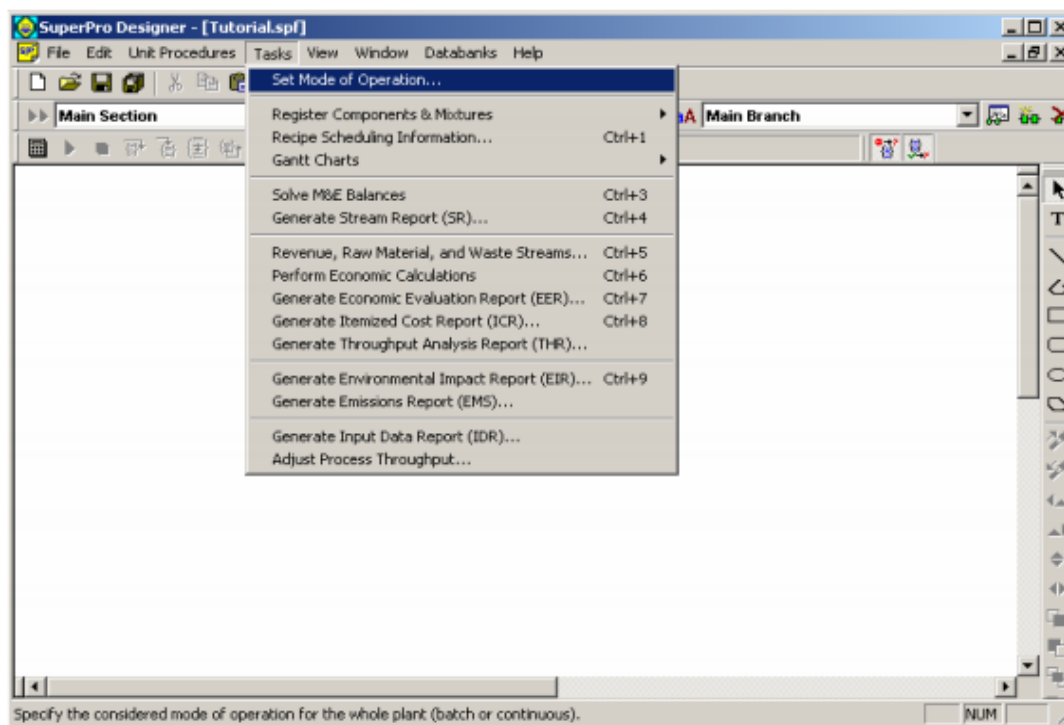 SuperPro Designer - [Tutorial.spf]
File Edit Unit Procedures Tasks View Window Databanks Help
Set Mode of Operation...
Main Section
Main Branch
Register Components & Mixtures
Recipe Scheduling Information... Ctrl+1
Gantt Charts
Solve M&E Balances Ctrl+3
Generate Stream Report (SR)... Ctrl+4
Revenue, Raw Material, and Waste Streams... Ctrl+5
Perform Economic Calculations Ctrl+6
Generate Economic Evaluation Report (EER)... Ctrl+7
Generate Itemized Cost Report (ICR)... Ctrl+8
Generate Throughput Analysis Report (THR)...
Generate Environmental Impact Report (EIR)... Ctrl+9
Generate Emissions Report (EMS)...
Generate Input Data Report (IDR)...
Adjust Process Throughput...
T
Specify the considered mode of operation for the whole plant (batch or continuous). NUM